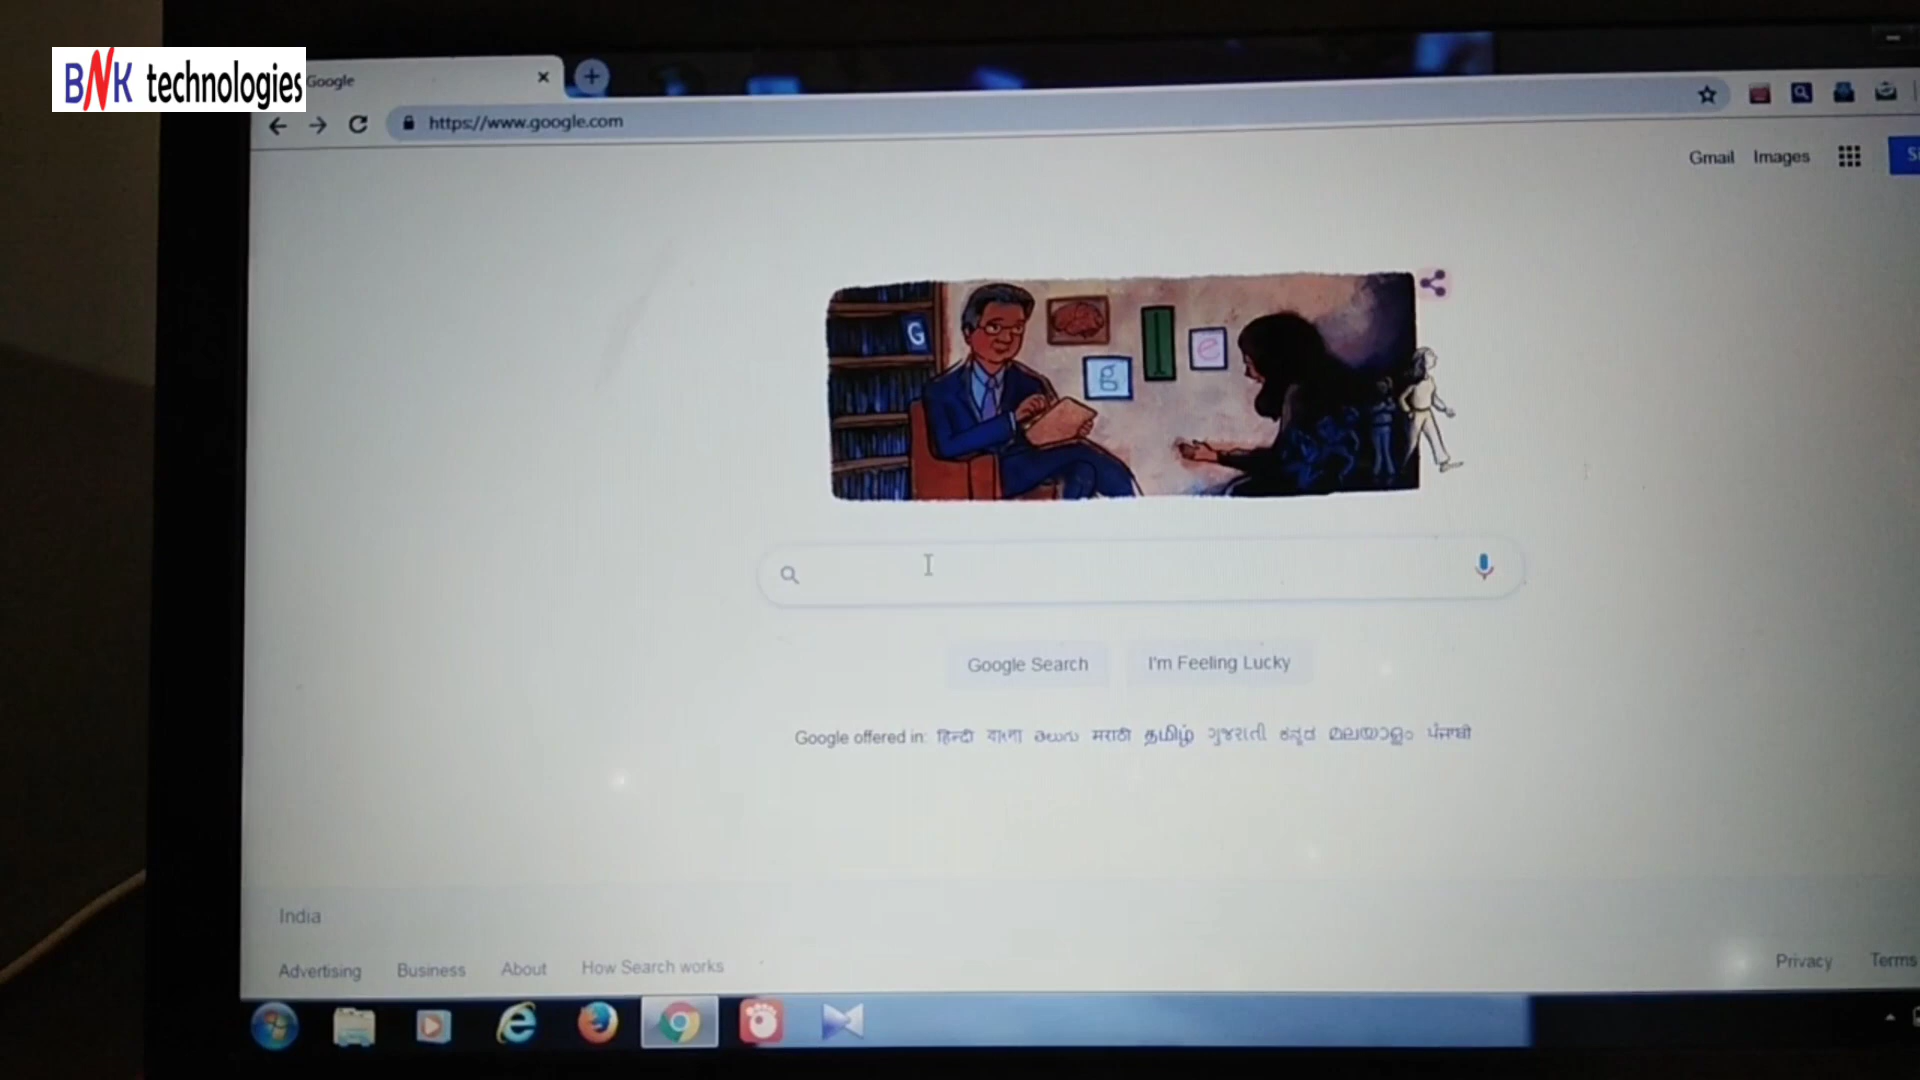 BNK technologies
Google
https://www.google.com
Gmail Images
G g l e
Google Search I'm Feeling Lucky
Google offered in: हिन्दी বাংলা తెలుగు मराठी தமிழ் ગુજરાતી ಕನ್ನಡ മലയാളം ਪੰਜਾਬੀ
India
Advertising Business About How Search works
Privacy Terms